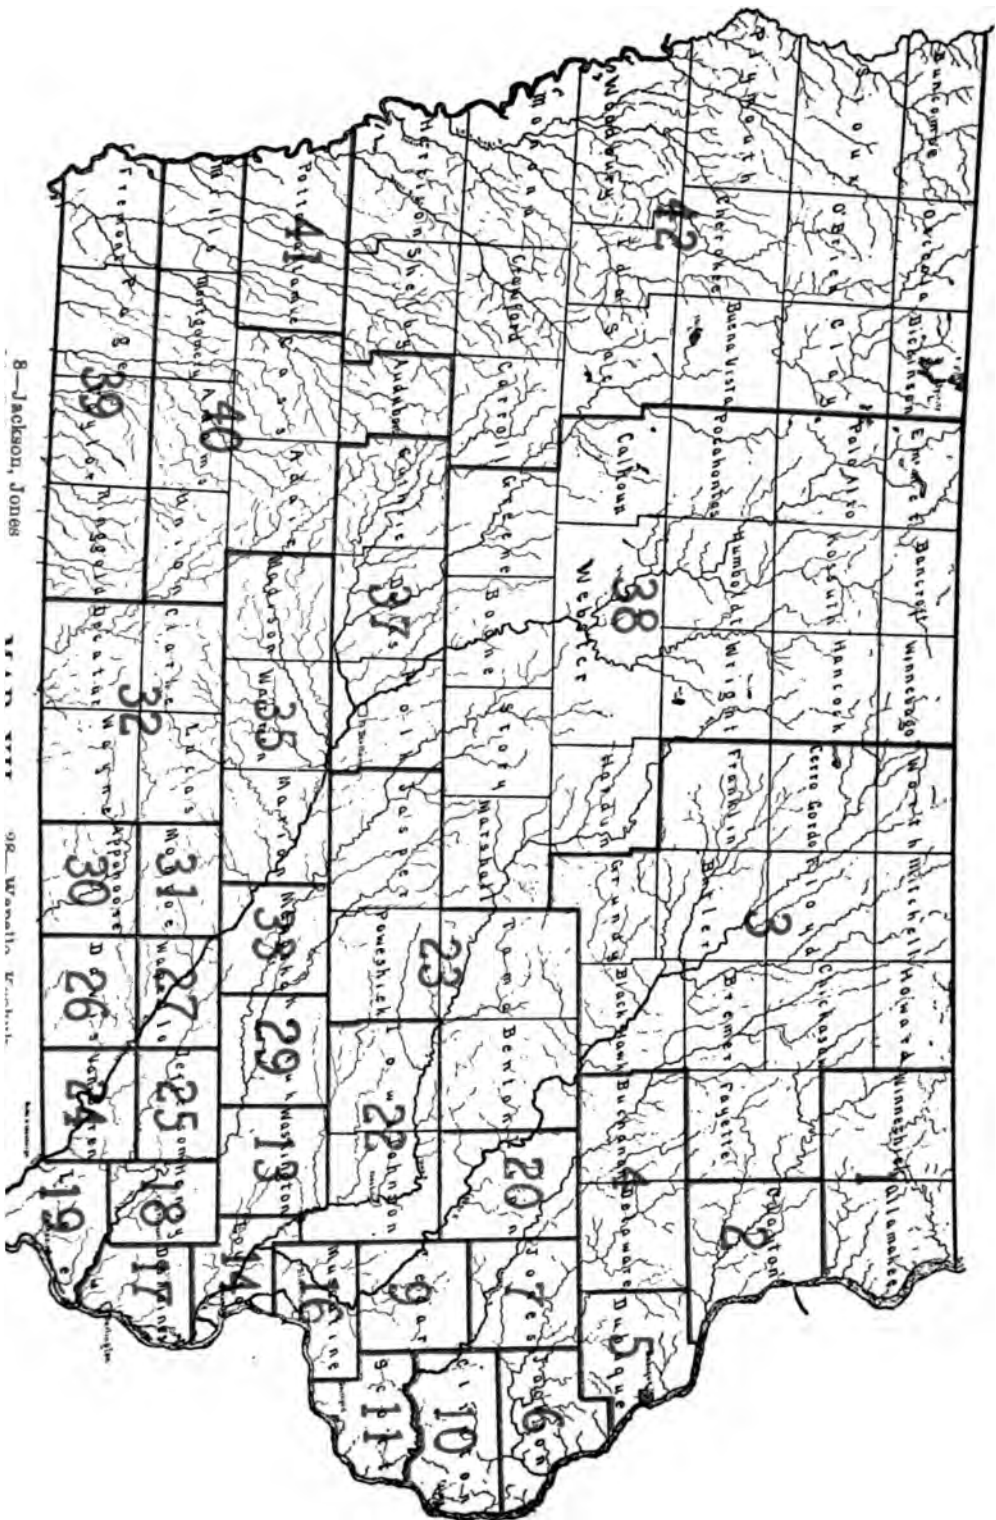 Buncombe
Osceola
Dickinson
Emmet
Bancroft
Winnebago
Worth
Mitchell
Howard
Winneshiek
Allamakee
1
Sioux
O'Brien
Clay
Palo Alto
Kossuth
Hancock
Cerro Gordo
Floyd
3
Chickasaw
Plymouth
Cherokee
Buena Vista
Pocahontas
Humboldt
Wright
Franklin
Butler
Bremer
Fayette
Clayton
2
Woodbury
42
Ida
Sac
Calhoun
Webster
38
Hardin
Grundy
Black Hawk
Buchanan
4
Delaware
Dubuque
5
Monona
Crawford
Carroll
Greene
Boone
Story
Marshall
Tama
Benton
20
Jones
7
Jackson
6
Harrison
Shelby
Audubon
Guthrie
Dallas
37
Polk
Jasper
Poweshiek
23
Iowa
22
Johnson
Cedar
9
Clinton
10
Scott
11
Pottawattamie
41
Cass
Adair
Madison
Warren
35
Marion
Mahaska
33
29
Washington
13
Muscatine
16
Mills
Montgomery
Adams
40
Union
Clarke
Lucas
Monroe
31
Wapello
27
Jefferson
25
Henry
18
14
Des Moines
17
Fremont
Page
39
Taylor
Ringgold
Decatur
32
Wayne
Appanoose
30
Davis
26
Van Buren
24
Lee
19
8—Jackson, Jones